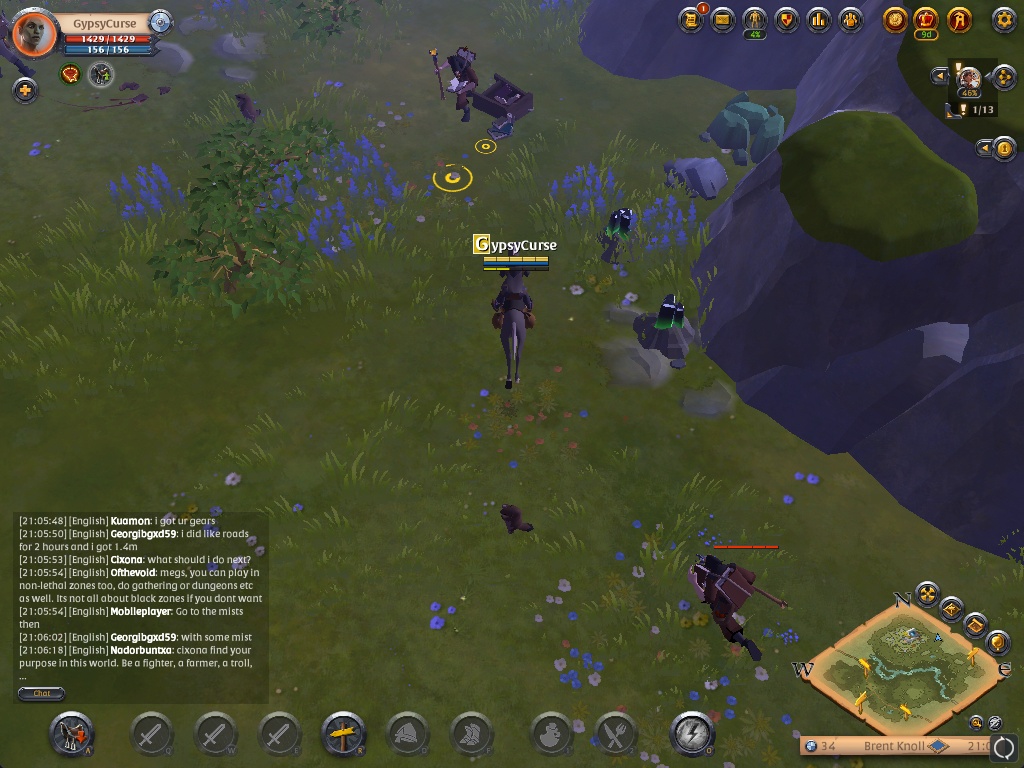 GypsyCurse
1429 / 1429
156 / 156
1
4%
9d
46%
1/13
1
GypsyCurse
[21:05:48] [English] Kuamon: i got ur gears
[21:05:50] [English] Georgibgxd59: i did like roads
for 2 hours and i got 1.4m
[21:05:53] [English] Cixona: what should i do next?
[21:05:54] [English] Ofthevoid: megs, you can play in
non-lethal zones too, do gathering or dungeons etc
as well. Its not all about black zones if you dont want
[21:05:54] [English] Moblieplayer: Go to the mists
then
[21:06:02] [English] Georgibgxd59: with some mist
[21:06:18] [English] Nadorbuntxa: cixona find your
purpose in this world. Be a fighter, a farmer, a troll,
...
Chat
N
W
E
A
Q
W
E
R
D
F
34
Brent Knoll